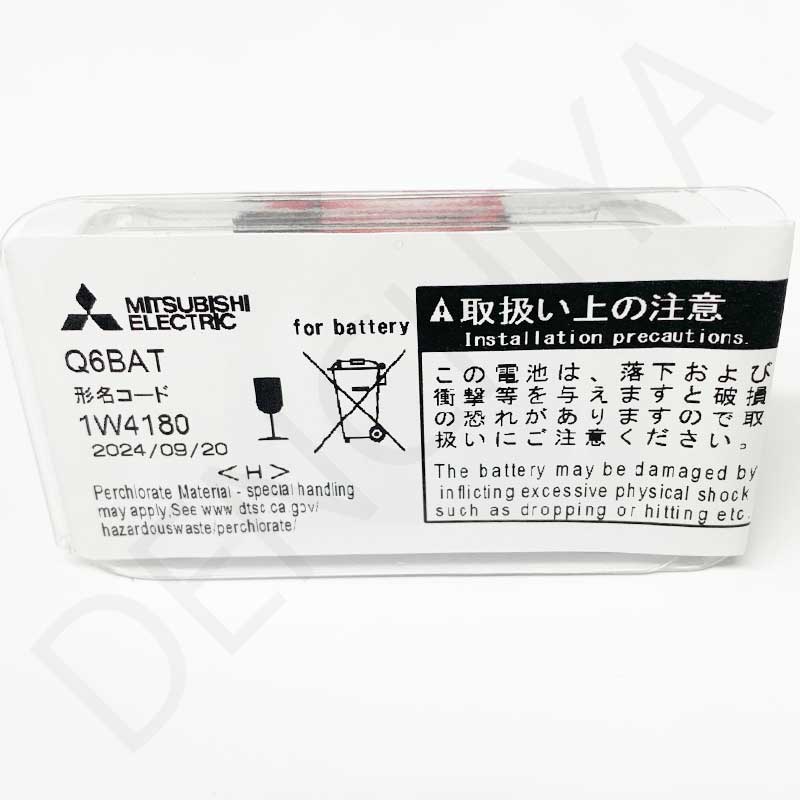 MITSUBISHI
ELECTRIC
Q6BAT
形名コード
1W4180
2024/09/20
<H>
Perchlorate Material - special handling
may apply,See www.dtsc.ca.gov/
hazardouswaste/perchlorate/
for battery
取扱い上の注意
Installation precautions.
この電池は、落下および
衝撃等を与えますと破損
の恐れがありますので取
扱いにご注意ください。
The battery may be damaged by
inflicting excessive physical shock
such as dropping or hitting etc.
DENCHIYA